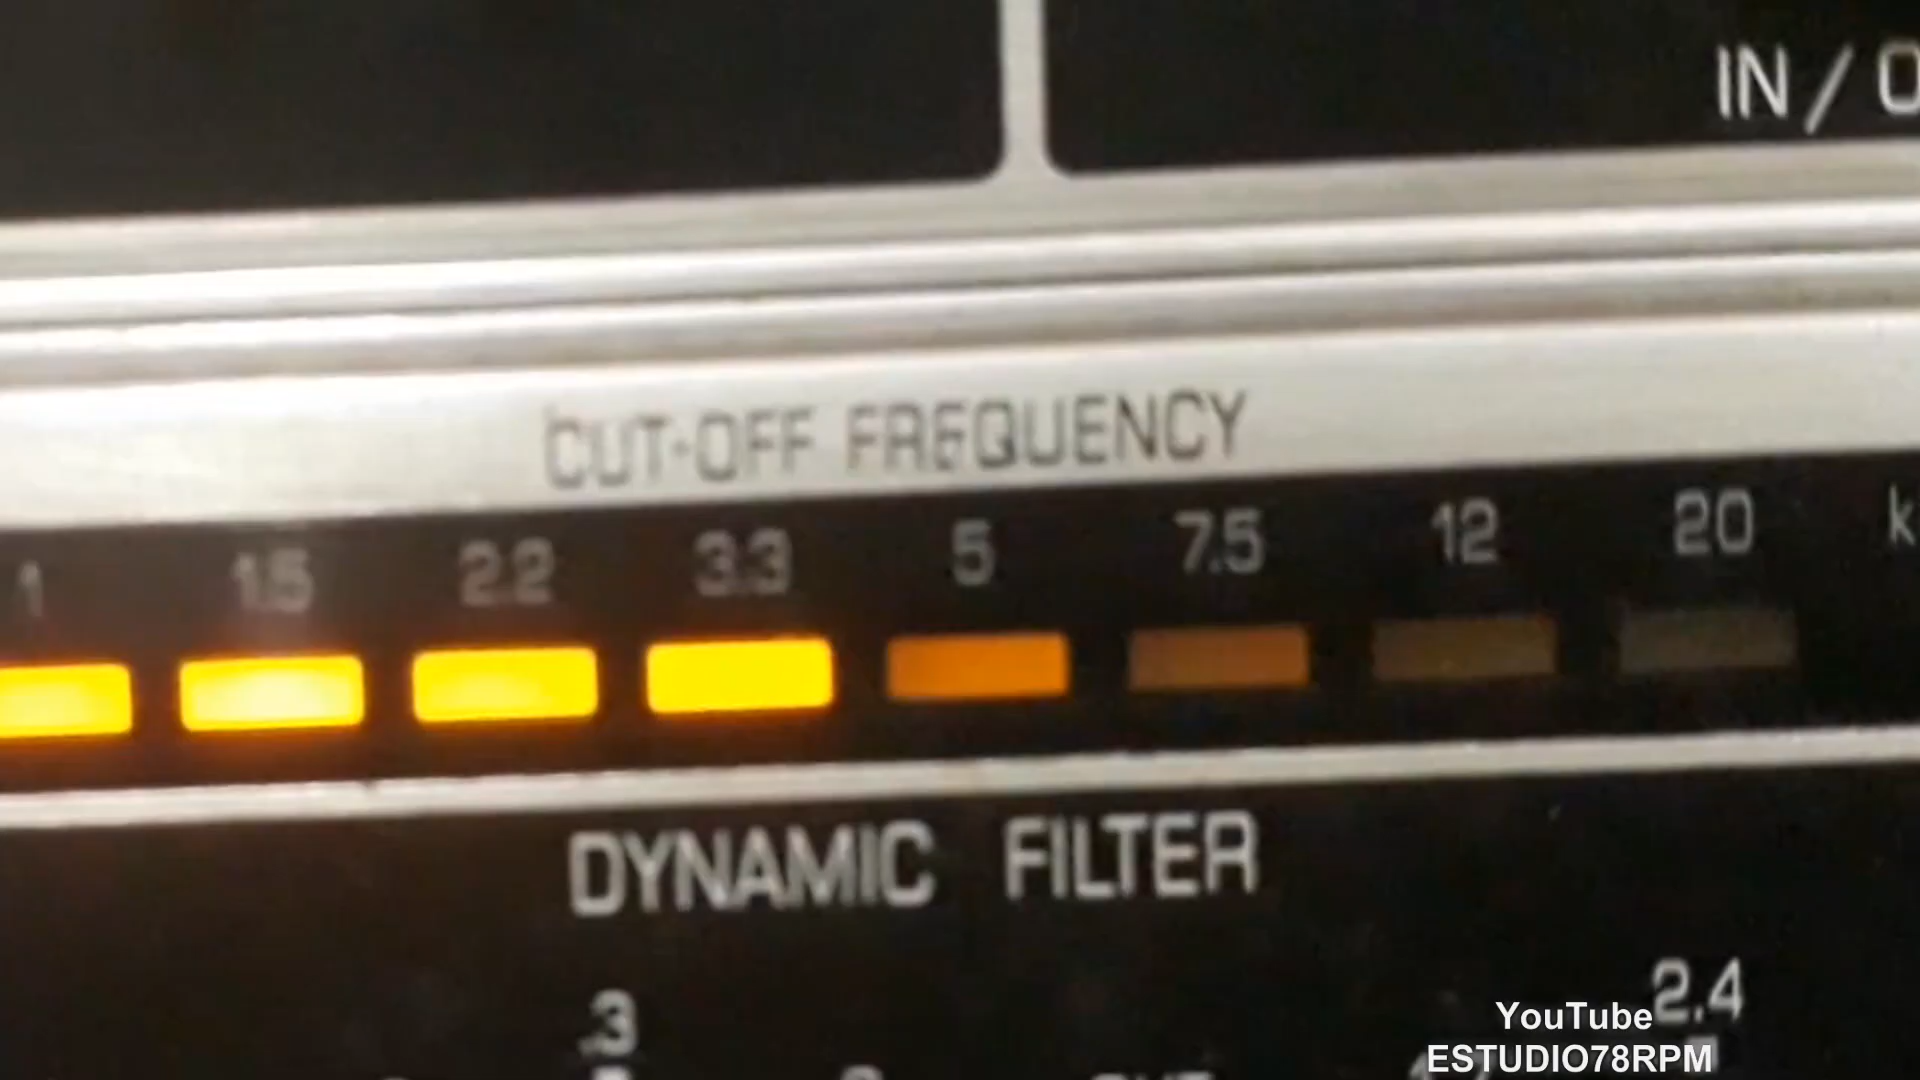 IN / O
CUT-OFF FREQUENCY
1 1.5 2.2 3.3 5 7.5 12 20 k
DYNAMIC FILTER
.3 2.4
YouTube
ESTUDIO78RPM